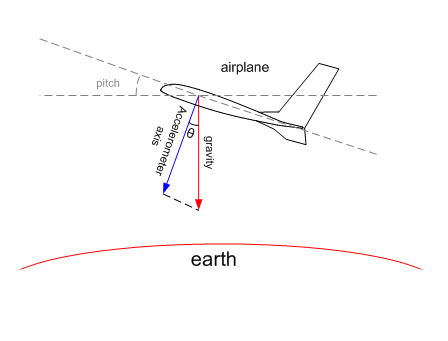 airplane
pitch
Accelerometer
axis
θ
gravity
earth